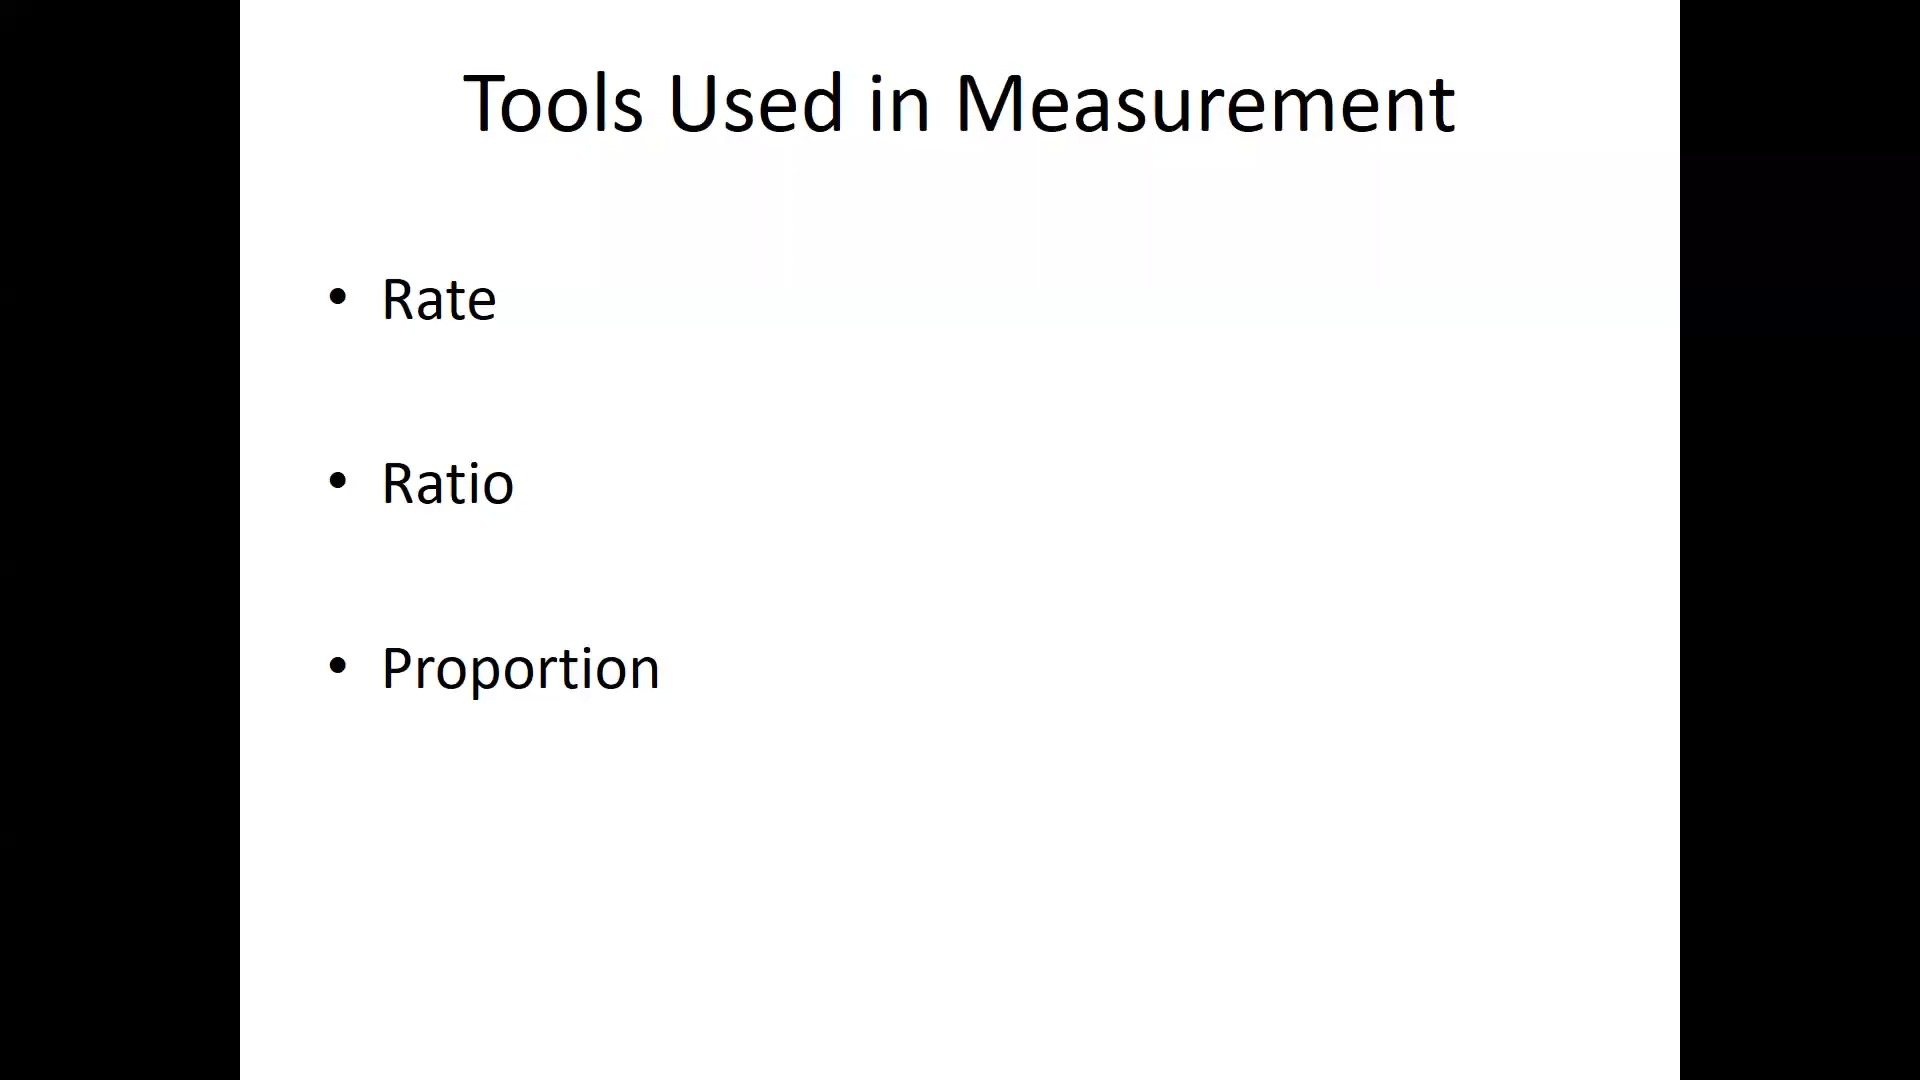 Tools Used in Measurement
• Rate
• Ratio
• Proportion